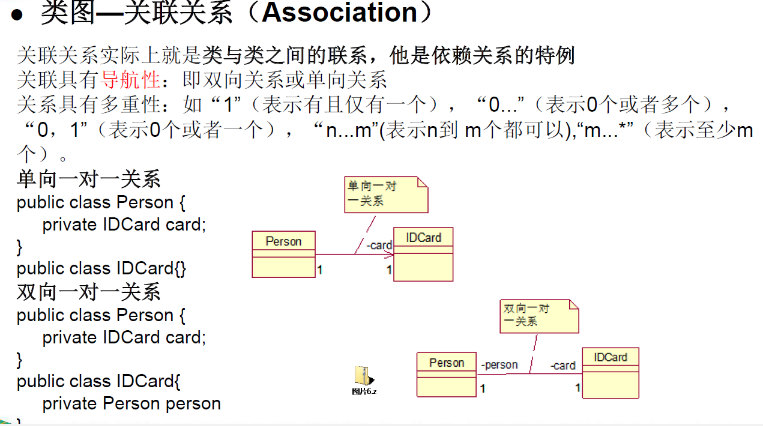 ● 类图—关联关系（Association）
关联关系实际上就是类与类之间的联系，他是依赖关系的特例
关联具有导航性：即双向关系或单向关系
关系具有多重性：如“1”（表示有且仅有一个），“0...”（表示0个或者多个），
“0，1”（表示0个或者一个），“n...m”(表示n到 m个都可以),“m...*”（表示至少m
个）。
单向一对一关系
public class Person {
private IDCard card;
}
public class IDCard{}
双向一对一关系
public class Person {
private IDCard card;
}
public class IDCard{
private Person person
单向一对
一关系
Person
-card
IDCard
1
1
双向一对
一关系
Person
-person
-card
IDCard
1
1